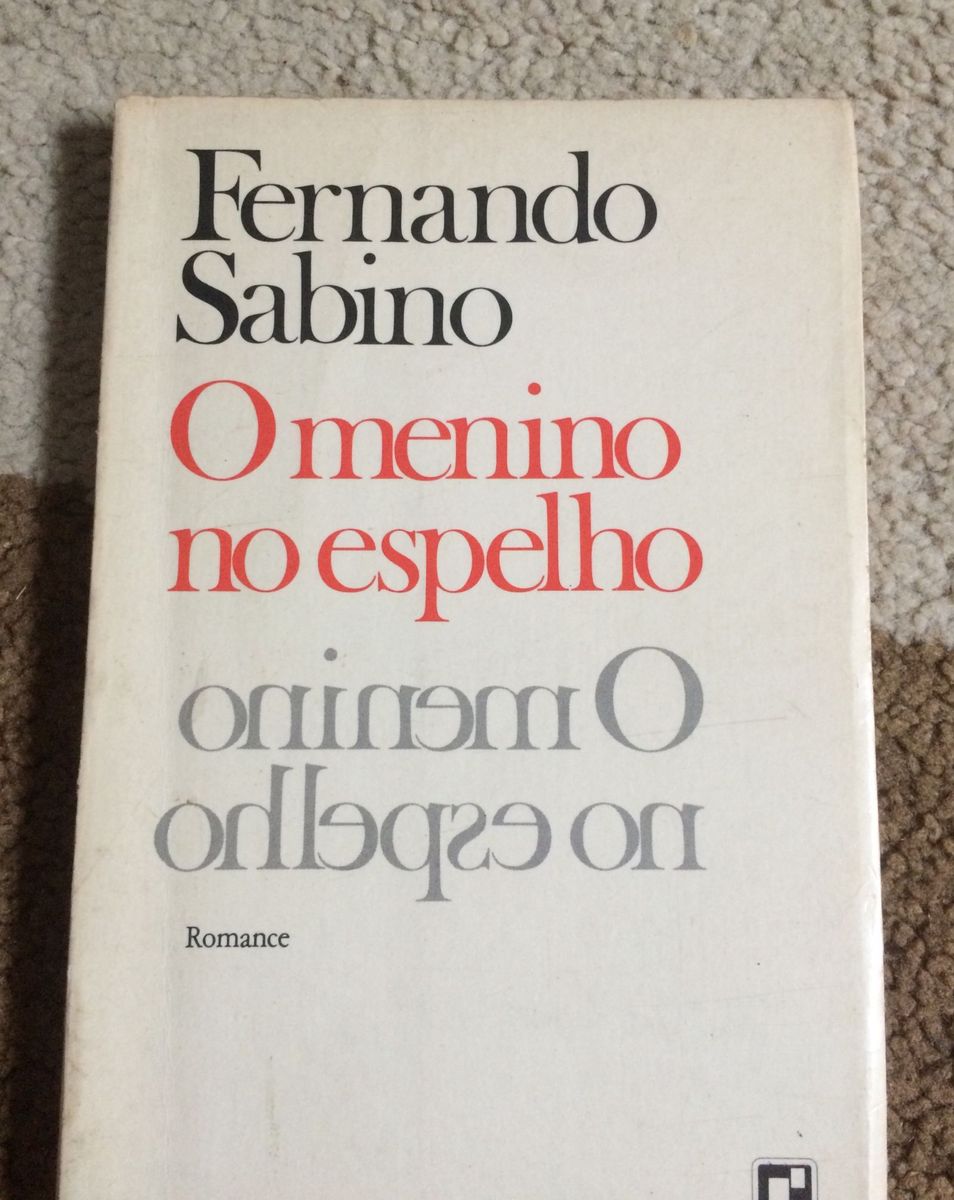 Fernando
Sabino
O menino
no espelho
O menino
no espelho
Romance